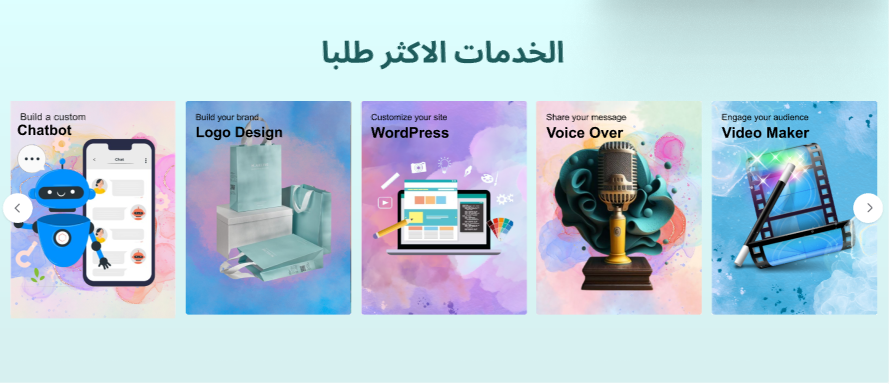 الخدمات الاكثر طلبا
Build a custom
Chatbot
Chat
Build your brand
Logo Design
Customize your site
WordPress
Share your message
Voice Over
Engage your audience
Video Maker